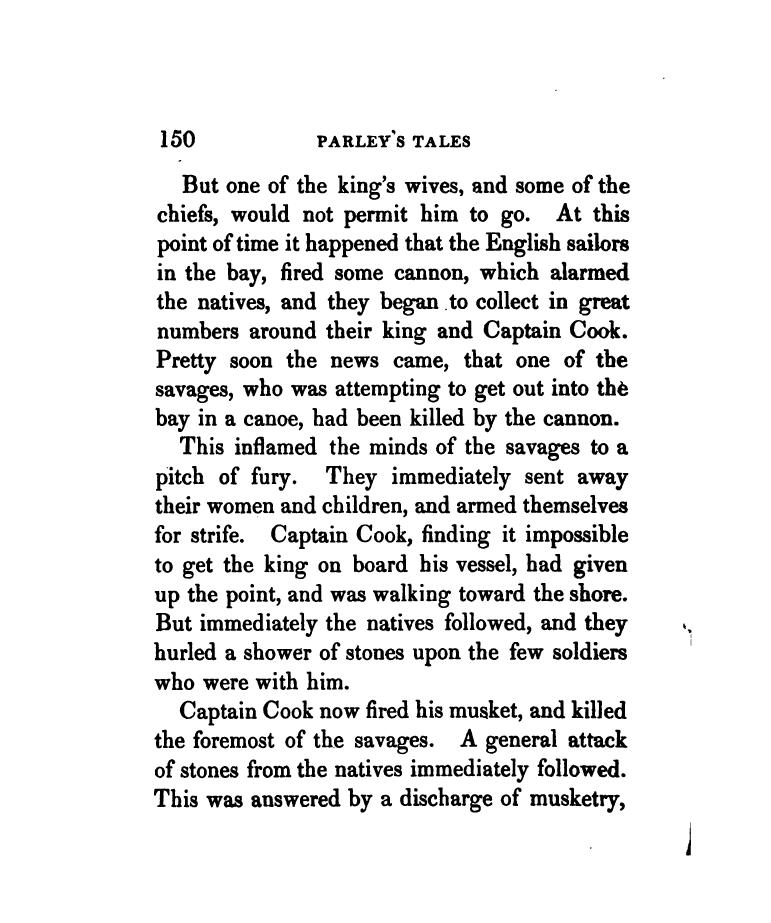 150 PARLEY'S TALES
But one of the king's wives, and some of the
chiefs, would not permit him to go. At this
point of time it happened that the English sailors
in the bay, fired some cannon, which alarmed
the natives, and they began to collect in great
numbers around their king and Captain Cook.
Pretty soon the news came, that one of the
savages, who was attempting to get out into the
bay in a canoe, had been killed by the cannon.
This inflamed the minds of the savages to a
pitch of fury. They immediately sent away
their women and children, and armed themselves
for strife. Captain Cook, finding it impossible
to get the king on board his vessel, had given
up the point, and was walking toward the shore.
But immediately the natives followed, and they
hurled a shower of stones upon the few soldiers
who were with him.
Captain Cook now fired his musket, and killed
the foremost of the savages. A general attack
of stones from the natives immediately followed.
This was answered by a discharge of musketry,